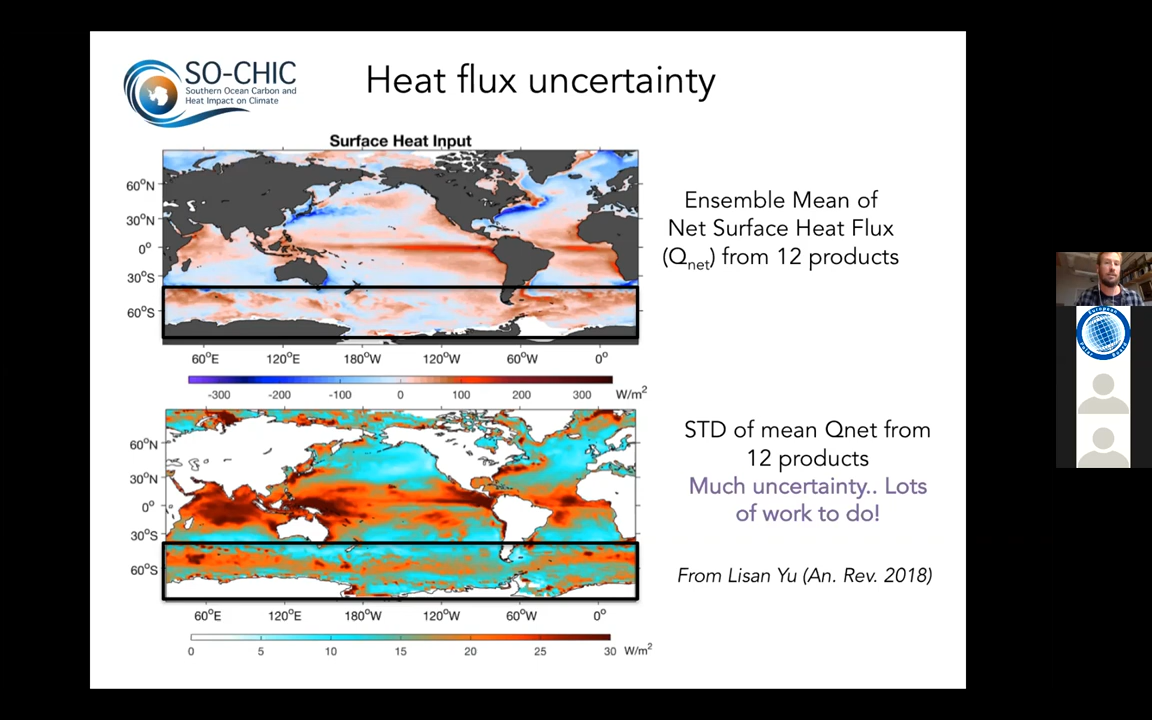 SO-CHIC
Southern Ocean Carbon and
Heat Impact on Climate
Heat flux uncertainty
Surface Heat Input
60°N
30°N
0°
30°S
60°S
60°E 120°E 180°W 120°W 60°W 0°
-300 -200 -100 0 100 200 300 W/m²
Ensemble Mean of
Net Surface Heat Flux
(Qnet) from 12 products
60°N
30°N
0°
30°S
60°S
60°E 120°E 180°W 120°W 60°W 0°
0 5 10 15 20 25 30 W/m²
STD of mean Qnet from
12 products
Much uncertainty.. Lots
of work to do!
From Lisan Yu (An. Rev. 2018)
European